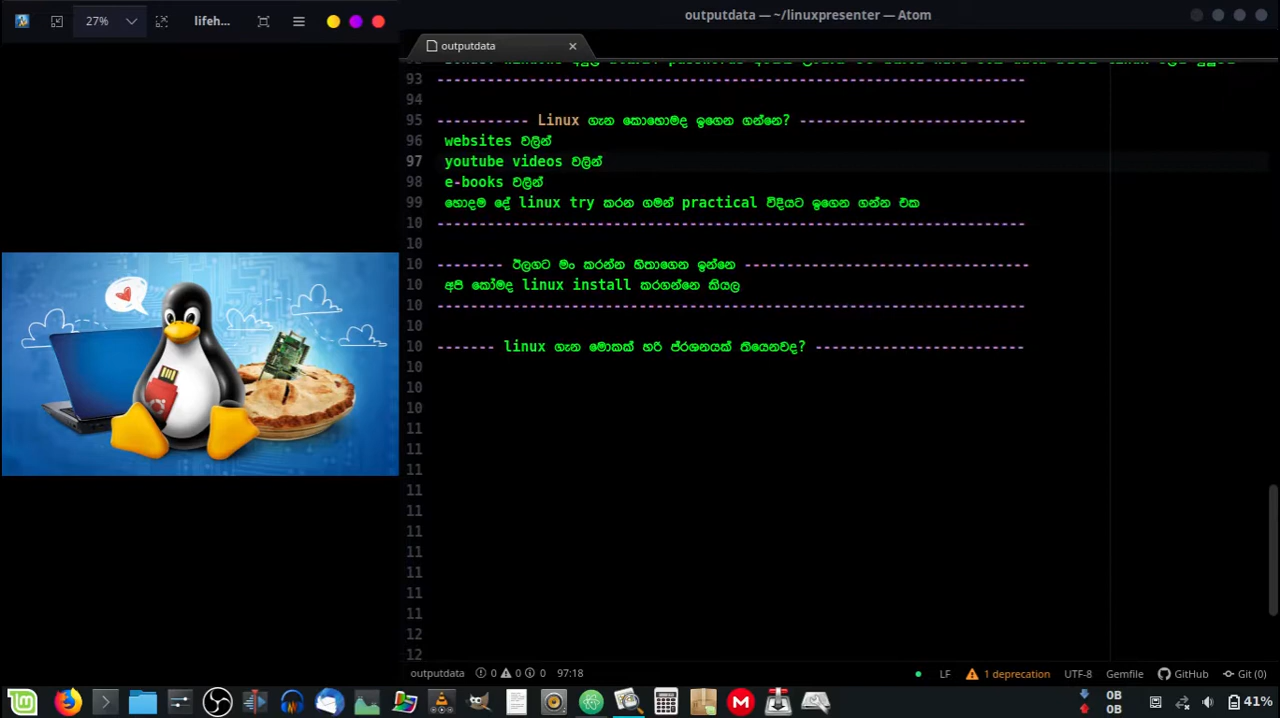 27%
lifeh...
outputdata — ~/linuxpresenter — Atom
outputdata
93 --------------------------------------------------------------------------
94
95 ----------- Linux ගැන කොහොමද ඉගෙන ගන්නෙ? -----------------------------
96 websites වලින්
97 youtube videos වලින්
98 e-books වලින්
99 හොදම දේ linux try කරන ගමන් practical විදියට ඉගෙන ගන්න එක
10 --------------------------------------------------------------------------
10
10 -------- ඊලගට මං කරන්න හිතාගෙන ඉන්නෙ ------------------------------------
10 අපි කෝමද linux install කරගන්නෙ කියල
10 --------------------------------------------------------------------------
10
10 ------- linux ගැන මොකක් හරි ප්රශනයක් තියෙනවද? --------------------------
10
10
10
11
11
11
11
11
11
11
11
11
11
12
12
outputdata 0 0 0 97:18 LF 1 deprecation UTF-8 Gemfile GitHub Git (0)
0B
0B
41%